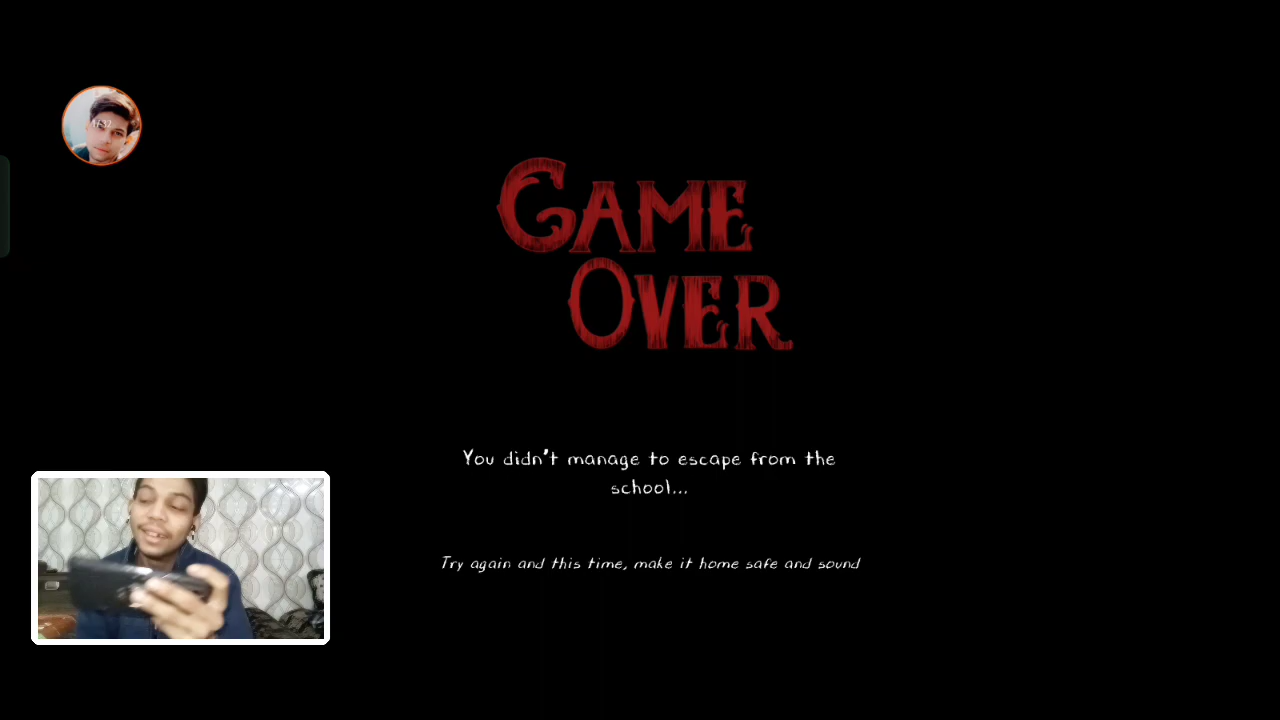 GAME
OVER
You didn't manage to escape from the
school...
Try again and this time, make it home safe and sound